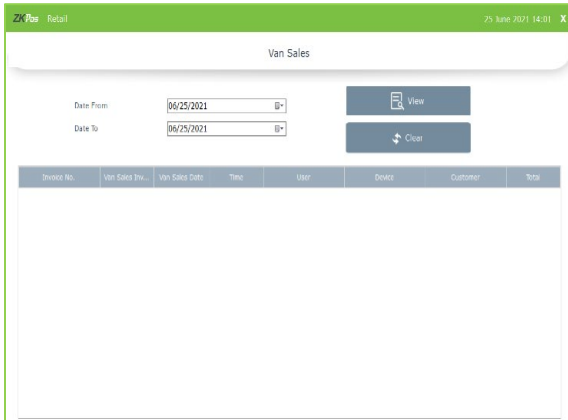 ZKPos Retail 25 June 2021 14:01 X
Van Sales
Date From 06/25/2021 View
Date To 06/25/2021 Clear
Invoice No. Van Sales Inv... Van Sales Date Time User Device Customer Total